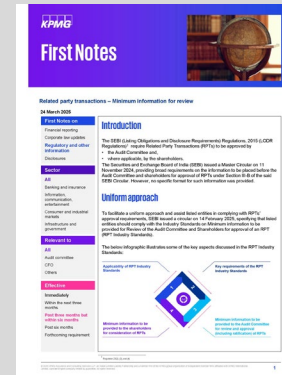 KPMG
First Notes
Related party transactions – Minimum information for review
24 March 2025
First Notes on
Financial reporting
Corporate law updates
Regulatory and other
information
Disclosures
Sector
All
Banking and insurance
Information,
communication,
entertainment
Consumer and industrial
markets
Infrastructure and
government
Relevant to
All
Audit committee
CFO
Others
Effective
Immediately
Within the next three
months
Post three months but
within six months
Post six months
Forthcoming requirement
Introduction
The SEBI (Listing Obligations and Disclosure Requirements) Regulations, 2015 (LODR
Regulations)¹ require Related Party Transactions (RPTs) to be approved by
• the Audit Committee and,
• where applicable, by the shareholders.
The Securities and Exchange Board of India (SEBI) issued a Master Circular on 11
November 2024, providing broad requirements on the information to be placed before the
Audit Committee and shareholders for approval of RPTs under Section III-B of the said
SEBI Circular. However, no specific format for such information was provided.
Uniform approach
To facilitate a uniform approach and assist listed entities in complying with RPTs'
approval requirements, SEBI issued a circular on 14 February 2025, specifying that listed
entities should comply with the Industry Standards on Minimum information to be
provided for Review of the Audit Committee and Shareholders for approval of an RPT
(RPT Industry Standards).
The below infographic illustrates some of the key aspects discussed in the RPT Industry
Standards:
Applicability of RPT Industry
Standards
Key requirements of the RPT
Industry Standards
Minimum information to be
provided to the shareholders
for consideration of RPTs
Minimum information to be
provided to the Audit Committee
for review and approval
(including ratification) of RPTs
1